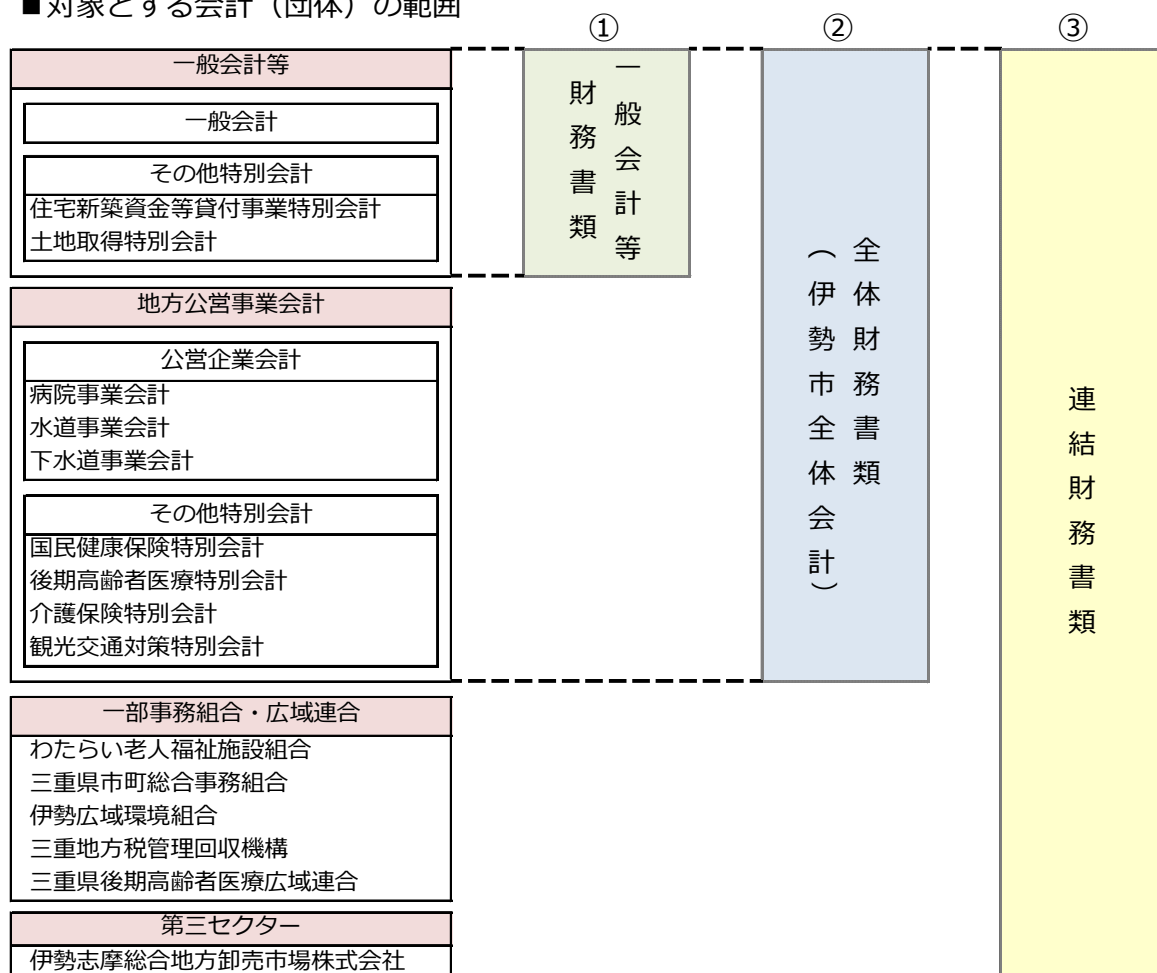 ■対象とする会計（団体）の範囲
①
②
③
一般会計等
一般会計
その他特別会計
住宅新築資金等貸付事業特別会計
土地取得特別会計
地方公営事業会計
公営企業会計
病院事業会計
水道事業会計
下水道事業会計
その他特別会計
国民健康保険特別会計
後期高齢者医療特別会計
介護保険特別会計
観光交通対策特別会計
一部事務組合・広域連合
わたらい老人福祉施設組合
三重県市町総合事務組合
伊勢広域環境組合
三重地方税管理回収機構
三重県後期高齢者医療広域連合
第三セクター
伊勢志摩総合地方卸売市場株式会社
一般会計等
財務書類
全体財務書類
（伊勢市全体会計）
連結財務書類